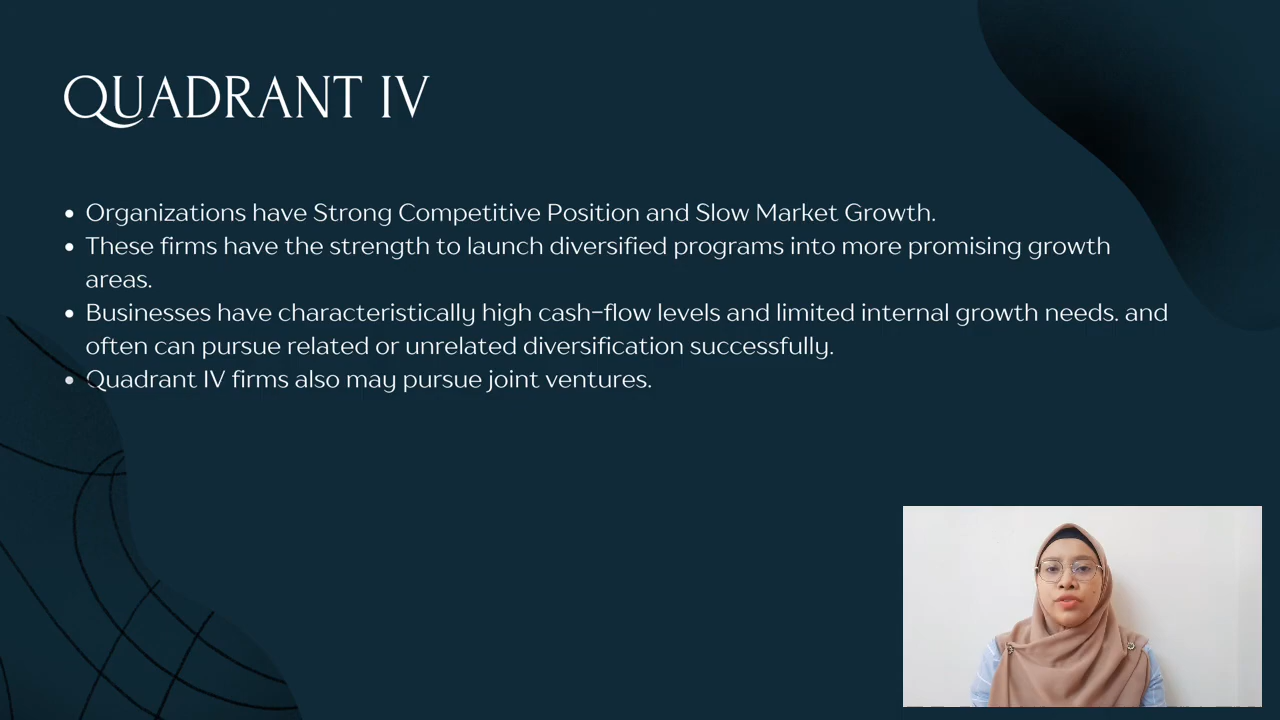 QUADRANT IV
• Organizations have Strong Competitive Position and Slow Market Growth.
• These firms have the strength to launch diversified programs into more promising growth
areas.
• Businesses have characteristically high cash-flow levels and limited internal growth needs. and
often can pursue related or unrelated diversification successfully.
• Quadrant IV firms also may pursue joint ventures.